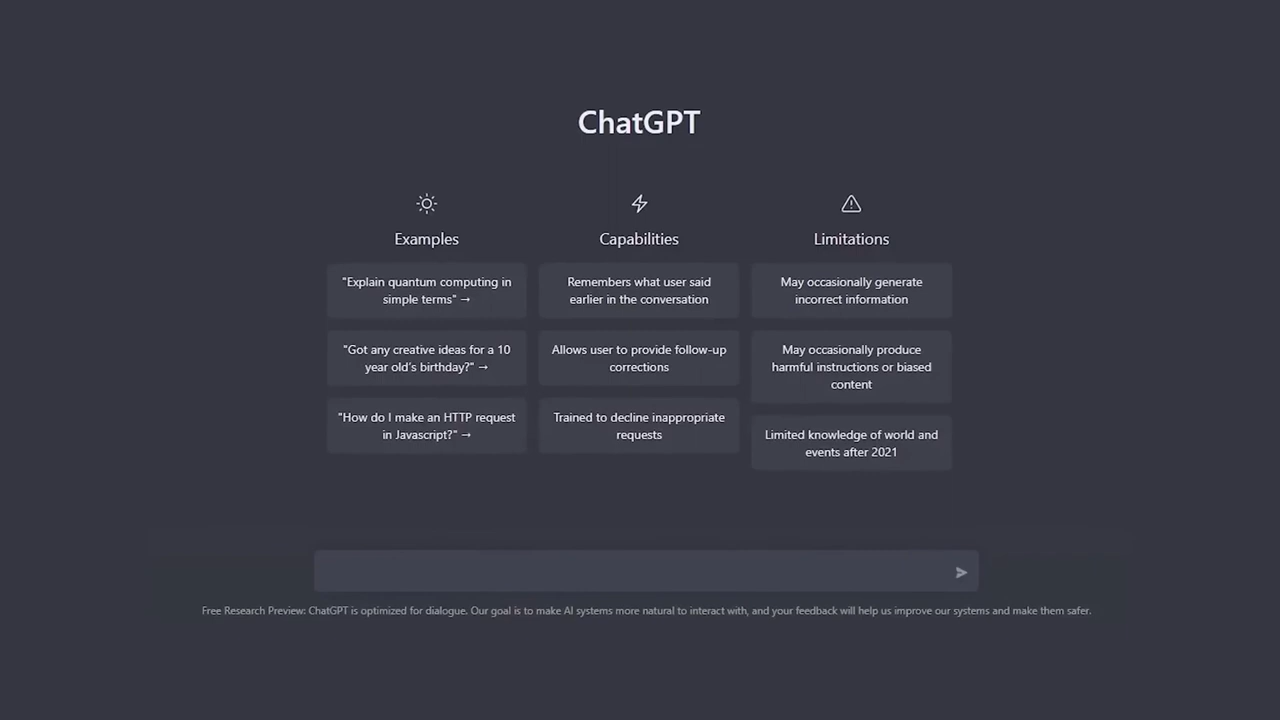 ChatGPT
Examples
"Explain quantum computing in
simple terms" →
"Got any creative ideas for a 10
year old's birthday?" →
"How do I make an HTTP request
in Javascript?" →
Capabilities
Remembers what user said
earlier in the conversation
Allows user to provide follow-up
corrections
Trained to decline inappropriate
requests
Limitations
May occasionally generate
incorrect information
May occasionally produce
harmful instructions or biased
content
Limited knowledge of world and
events after 2021
Free Research Preview: ChatGPT is optimized for dialogue. Our goal is to make AI systems more natural to interact with, and your feedback will help us improve our systems and make them safer.